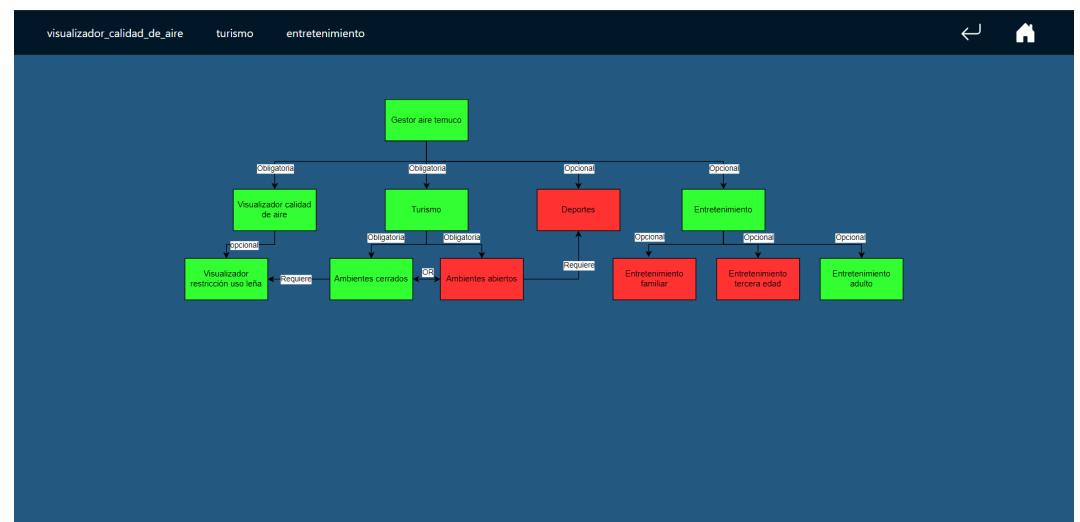 visualizador_calidad_de_aire turismo entretenimiento
Gestor aire temuco
Obligatoria Obligatoria Opcional Opcional
Visualizador calidad
de aire
Turismo
Deportes
Entretenimiento
opcional
Obligatoria Obligatoria
Opcional Opcional Opcional
Requiere
Visualizador
restricción uso leña
Requiere
Ambientes cerrados
OR
Ambientes abiertos
Entretenimiento
familiar
Entretenimiento
tercera edad
Entretenimiento
adulto